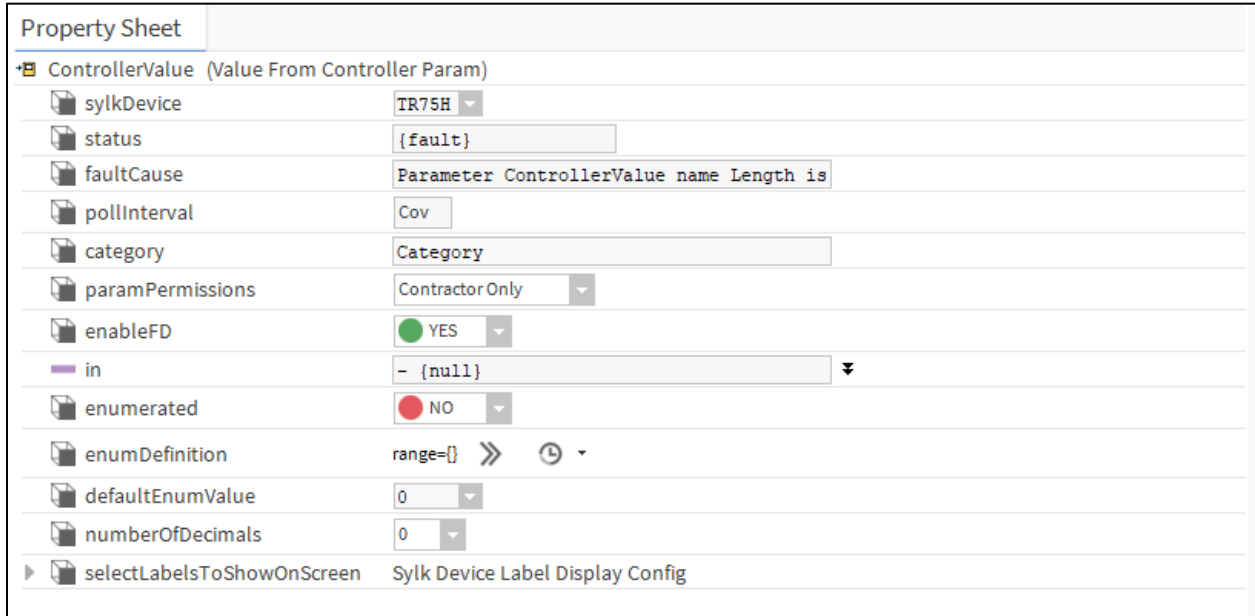 Property Sheet
ControllerValue (Value From Controller Param)
sylkDevice TR75H
status {fault}
faultCause Parameter ControllerValue name Length is
pollInterval Cov
category Category
paramPermissions Contractor Only
enableFD YES
in - {null}
enumerated NO
enumDefinition range={}
defaultEnumValue 0
numberOfDecimals 0
selectLabelsToShowOnScreen Sylk Device Label Display Config